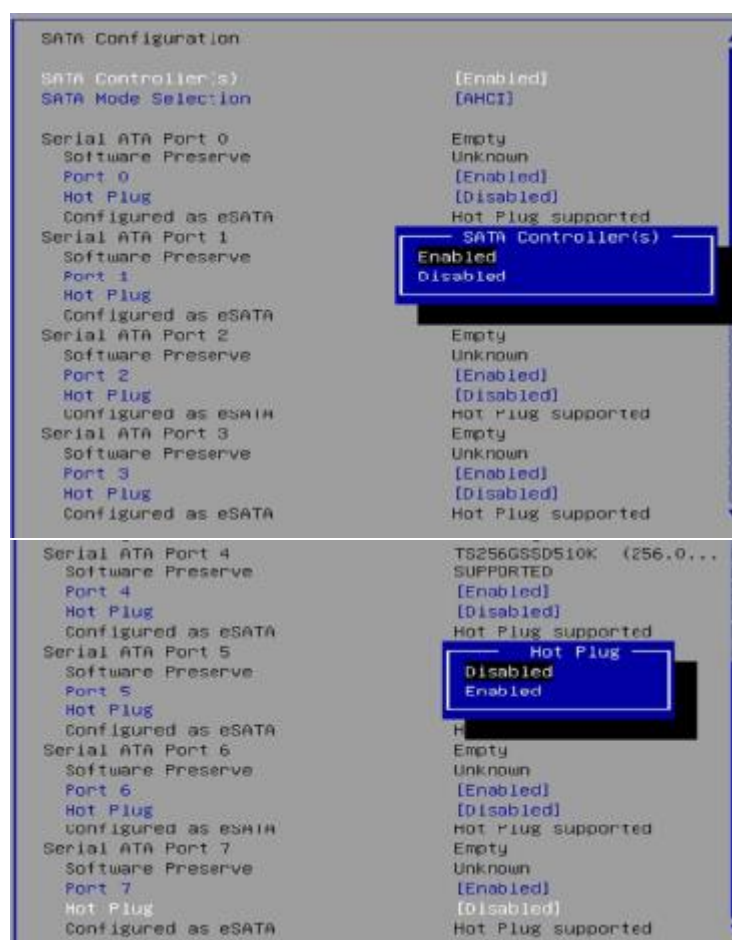 SATA Configuration
SATA Controller(s) [Enabled]
SATA Mode Selection [AHCI]
Serial ATA Port 0 Empty
Software Preserve Unknown
Port 0 [Enabled]
Hot Plug [Disabled]
Configured as eSATA Hot Plug supported
Serial ATA Port 1 SATA Controller(s)
Software Preserve Enabled
Port 1 Disabled
Hot Plug
Configured as eSATA
Serial ATA Port 2 Empty
Software Preserve Unknown
Port 2 [Enabled]
Hot Plug [Disabled]
Configured as eSATA Hot Plug supported
Serial ATA Port 3 Empty
Software Preserve Unknown
Port 3 [Enabled]
Hot Plug [Disabled]
Configured as eSATA Hot Plug supported
Serial ATA Port 4 TS256GSSD510K (256.0...
Software Preserve SUPPORTED
Port 4 [Enabled]
Hot Plug [Disabled]
Configured as eSATA Hot Plug supported
Serial ATA Port 5 Hot Plug
Software Preserve Disabled
Port 5 Enabled
Hot Plug
Configured as eSATA H
Serial ATA Port 6 Empty
Software Preserve Unknown
Port 6 [Enabled]
Hot Plug [Disabled]
Configured as eSATA Hot Plug supported
Serial ATA Port 7 Empty
Software Preserve Unknown
Port 7 [Enabled]
Hot Plug [Disabled]
Configured as eSATA Hot Plug supported